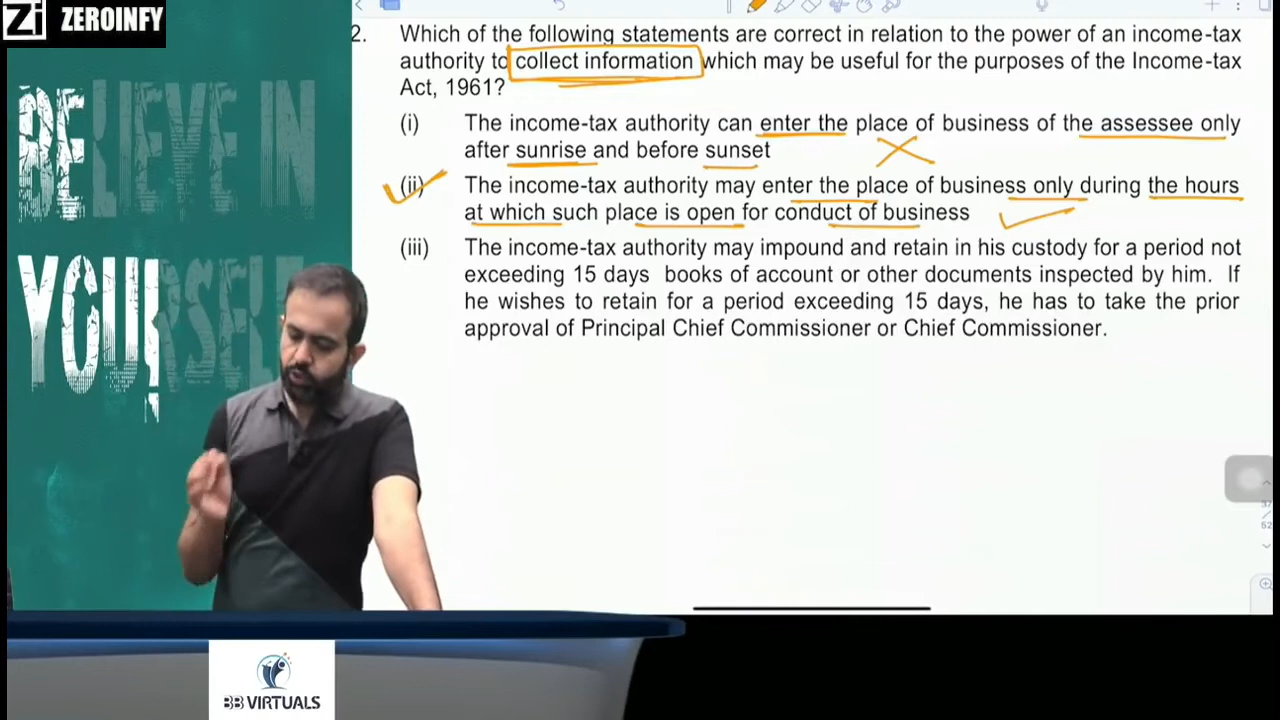 Zi ZEROINFY
BELIEVE IN
YOURSELF
2. Which of the following statements are correct in relation to the power of an income-tax
authority to collect information which may be useful for the purposes of the Income-tax
Act, 1961?
(i) The income-tax authority can enter the place of business of the assessee only
after sunrise and before sunset
(ii) The income-tax authority may enter the place of business only during the hours
at which such place is open for conduct of business
(iii) The income-tax authority may impound and retain in his custody for a period not
exceeding 15 days books of account or other documents inspected by him. If
he wishes to retain for a period exceeding 15 days, he has to take the prior
approval of Principal Chief Commissioner or Chief Commissioner.
52
BB VIRTUALS